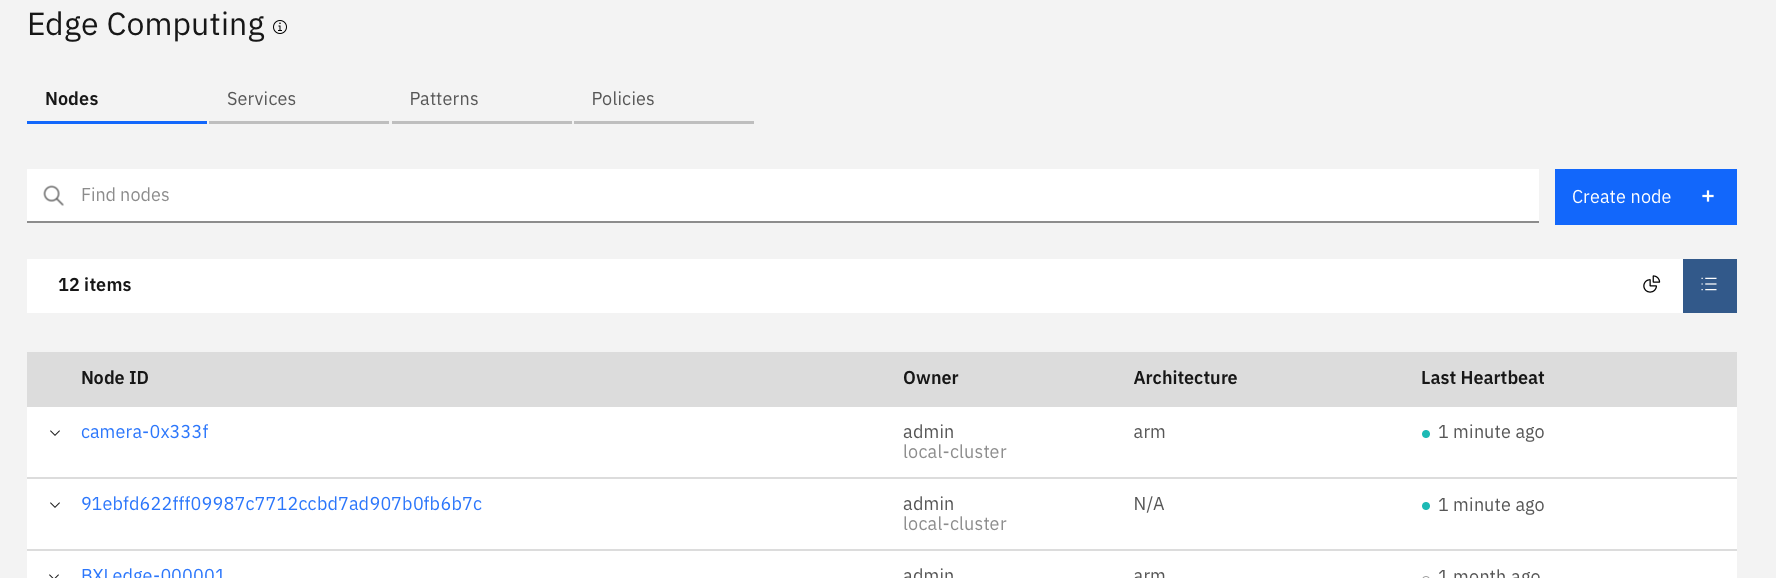 Edge Computing
Nodes Services Patterns Policies
Find nodes Create node +
12 items
Node ID Owner Architecture Last Heartbeat
camera-0x333f admin arm 1 minute ago
local-cluster
91ebfd622fff09987c7712ccbd7ad907b0fb6b7c admin N/A 1 minute ago
local-cluster
BXLedge-000001 admin arm 1 month ago